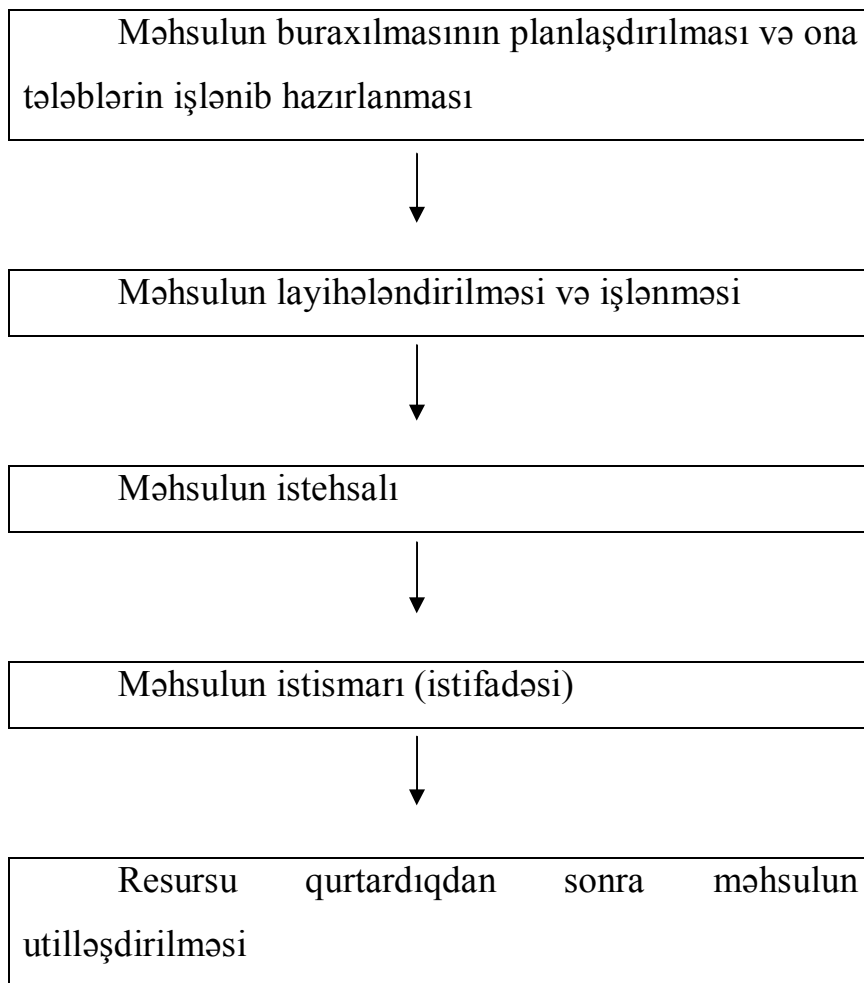 Məhsulun buraxılmasının planlaşdırılması və ona
tələblərin işlənib hazırlanması
Məhsulun layihələndirilməsi və işlənməsi
Məhsulun istehsalı
Məhsulun istismarı (istifadəsi)
Resursu qurtardıqdan sonra məhsulun
utilləşdirilməsi